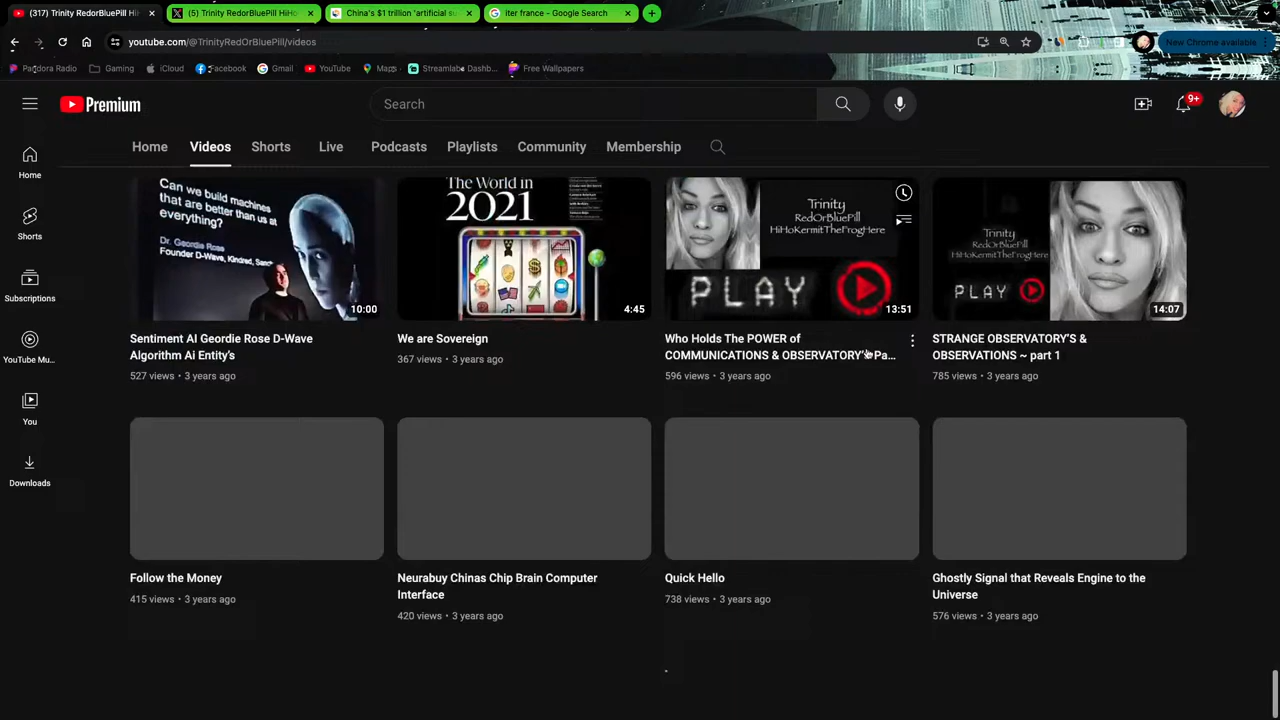 (317) Trinity RedorBluePill HiHo
(5) Trinity RedorBluePill HiHo
China's $1 trillion 'artificial su
iter france - Google Search
youtube.com/@TrinityRedOrBluePill/videos
New Chrome available
Pandora Radio
Gaming
iCloud
Facebook
Gmail
YouTube
Maps
Streamlabs Dashb...
Free Wallpapers
Premium
Search
9+
Home
Videos
Shorts
Live
Podcasts
Playlists
Community
Membership
Home
Shorts
Subscriptions
YouTube Mu...
You
Downloads
Can we build machines
that are better than us at
everything?
Dr. Geordie Rose
Founder D-Wave, Kindred,
10:00
Sentiment AI Geordie Rose D-Wave
Algorithm Ai Entity's
527 views • 3 years ago
The World in
2021
4:45
We are Sovereign
367 views • 3 years ago
Trinity
RedOrBluePill
HiHoKermitTheFrogHere
PLAY
13:51
Who Holds The POWER of
COMMUNICATIONS & OBSERVATORY'S Pa...
596 views • 3 years ago
Trinity
RedOrBluePill
HiHoKermitTheFrogHere
PLAY
14:07
STRANGE OBSERVATORY'S &
OBSERVATIONS ~ part 1
785 views • 3 years ago
Follow the Money
415 views • 3 years ago
Neurabuy Chinas Chip Brain Computer
Interface
420 views • 3 years ago
Quick Hello
738 views • 3 years ago
Ghostly Signal that Reveals Engine to the
Universe
576 views • 3 years ago